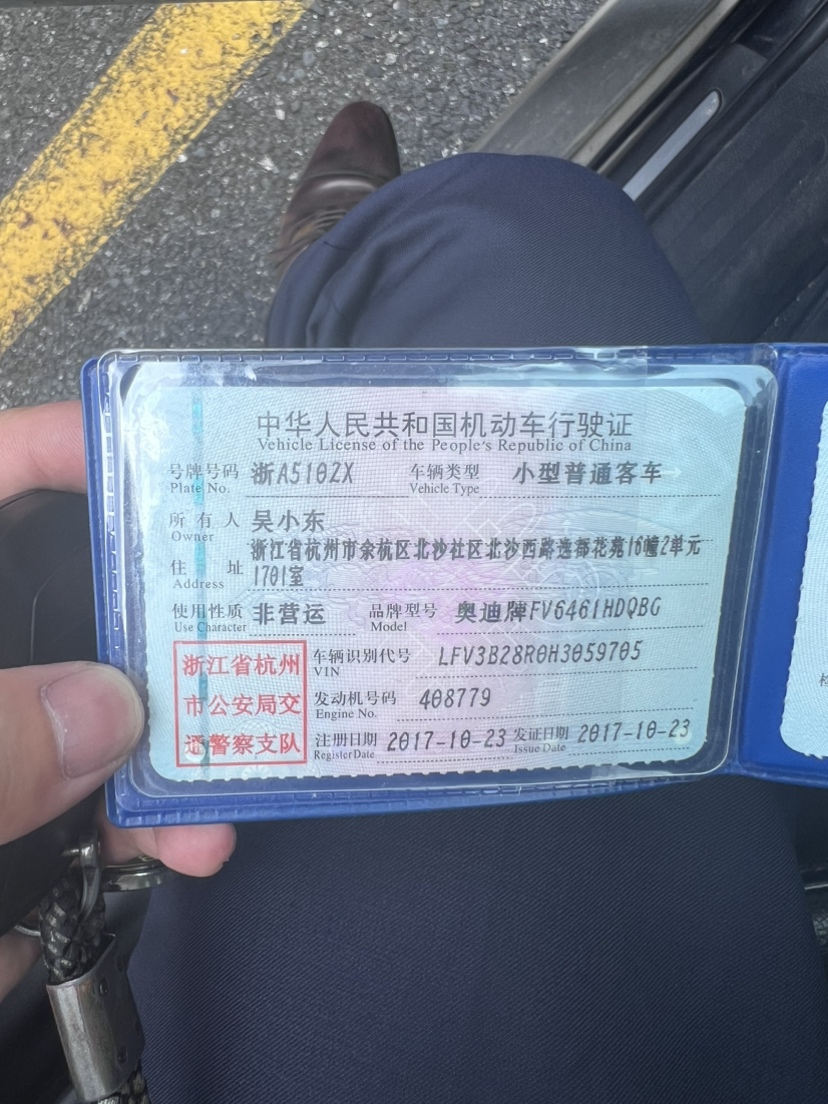 中华人民共和国机动车行驶证
Vehicle License of the People's Republic of China
号牌号码 浙A510ZX 车辆类型 小型普通客车
Plate No. Vehicle Type
所有人 吴小东
Owner
浙江省杭州市余杭区北沙社区北沙西路逸都花苑16幢2单元
住址 1701室
Address
使用性质 非营运 品牌型号 奥迪牌FV6461HDQBG
Use Character Model
浙江省杭州
市公安局交
通警察支队
车辆识别代号 LFV3B28R0H3059705
VIN
发动机号码 408779
Engine No.
注册日期 2017-10-23 发证日期 2017-10-23
Register Date Issue Date
检